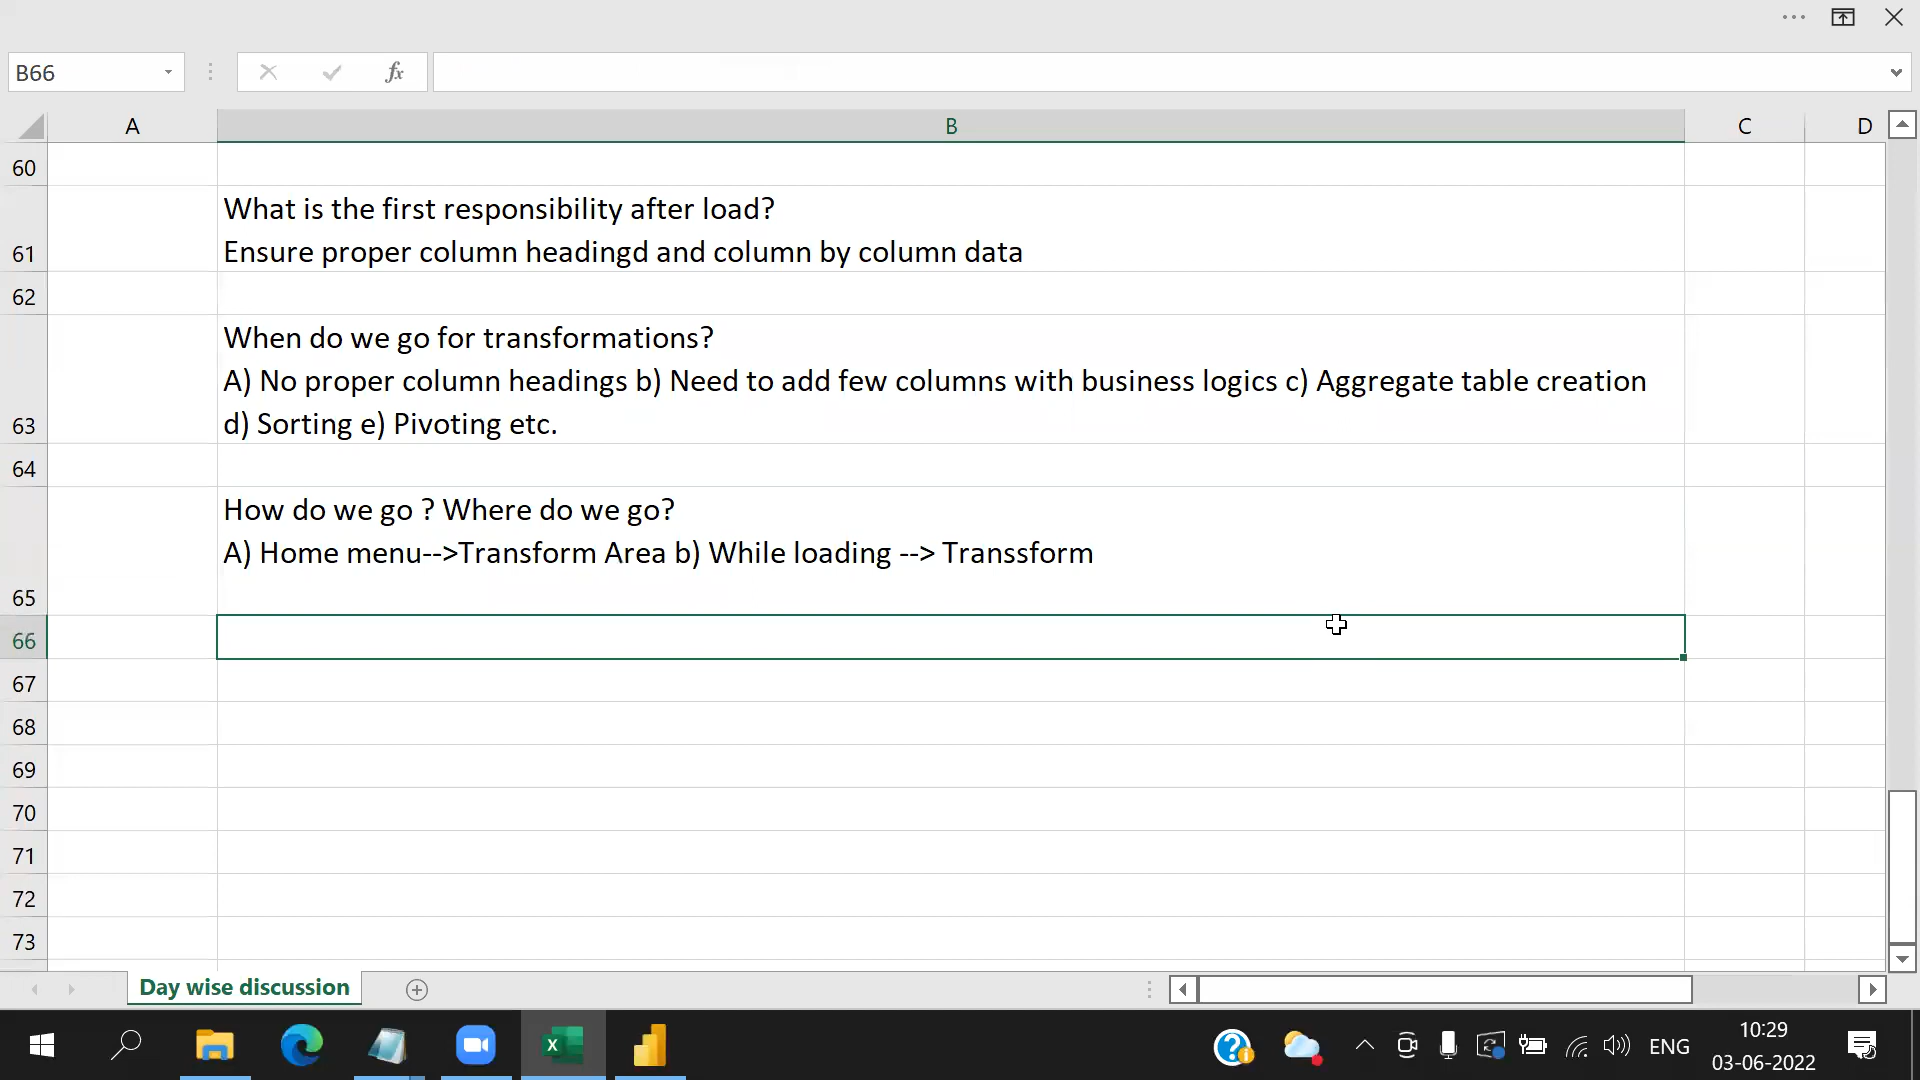 B66
fx
A B C D
60
What is the first responsibility after load?
61 Ensure proper column headingd and column by column data
62
When do we go for transformations?
A) No proper column headings b) Need to add few columns with business logics c) Aggregate table creation
63 d) Sorting e) Pivoting etc.
64
How do we go ? Where do we go?
A) Home menu-->Transform Area b) While loading --> Transsform
65
66
67
68
69
70
71
72
73
Day wise discussion
ENG
10:29
03-06-2022